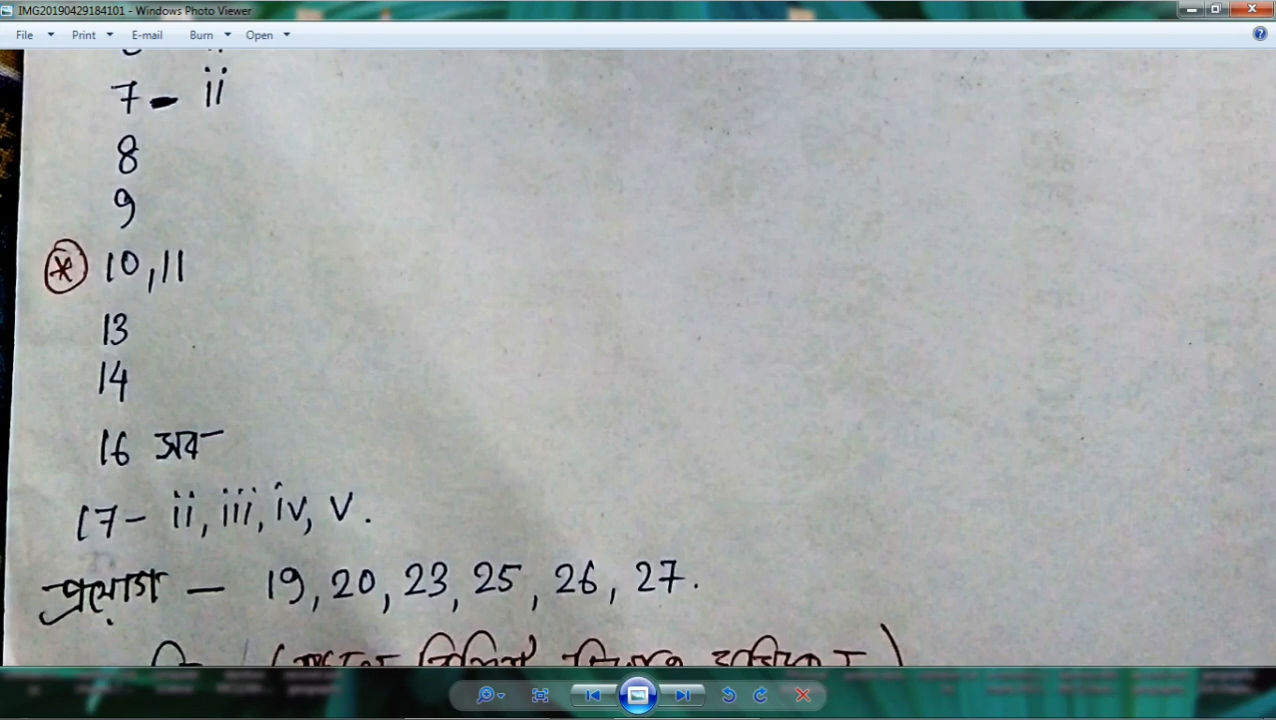 IMG20190429184101 - Windows Photo Viewer
File Print E-mail Burn Open
7 - ii
8
9
10, 11
13
14
16 সব
17 - ii, iii, iv, v.
প্রয়োগ — 19, 20, 23, 25, 26, 27.